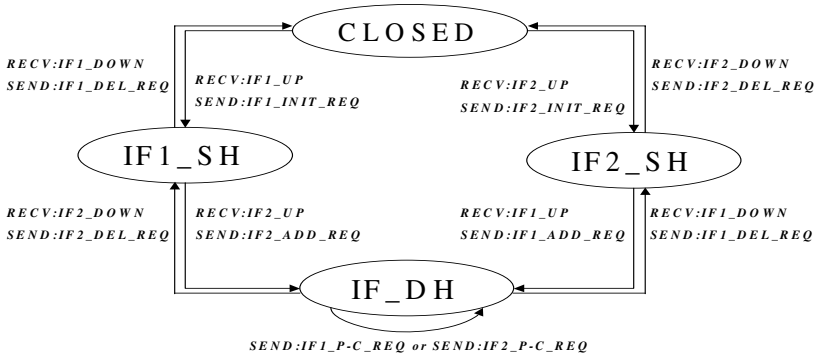 CLOSED
RECV:IF1_DOWN
SEND:IF1_DEL_REQ
RECV:IF1_UP
SEND:IF1_INIT_REQ
RECV:IF2_UP
SEND:IF2_INIT_REQ
RECV:IF2_DOWN
SEND:IF2_DEL_REQ
IF1_SH
IF2_SH
RECV:IF2_DOWN
SEND:IF2_DEL_REQ
RECV:IF2_UP
SEND:IF2_ADD_REQ
RECV:IF1_UP
SEND:IF1_ADD_REQ
RECV:IF1_DOWN
SEND:IF1_DEL_REQ
IF_DH
SEND:IF1_P-C_REQ or SEND:IF2_P-C_REQ